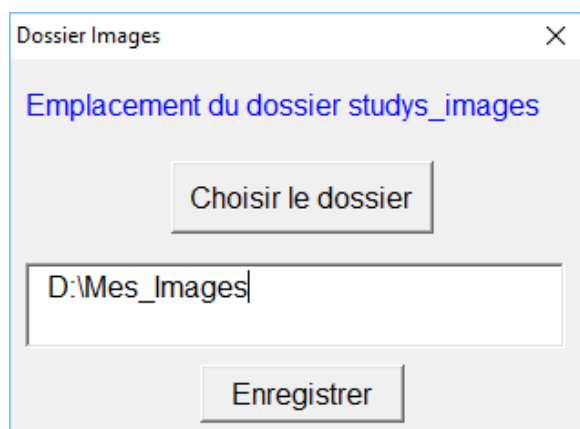 Dossier Images
Emplacement du dossier studys_images
Choisir le dossier
D:\Mes_Images
Enregistrer